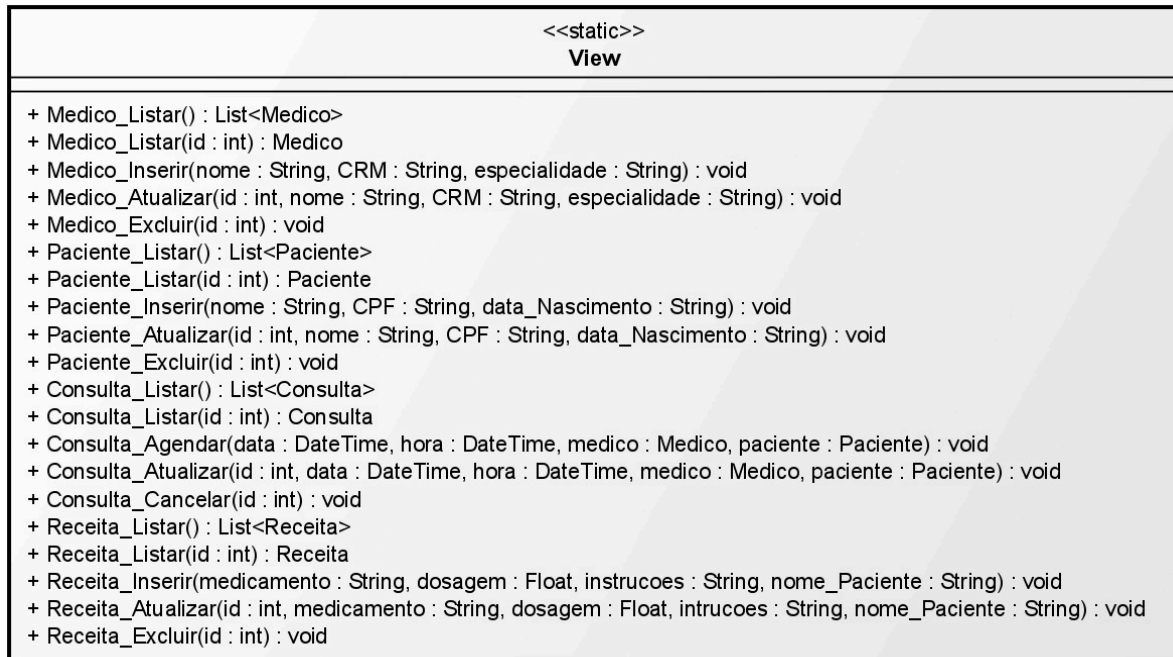 <<static>>
View
+ Medico_Listar() : List<Medico>
+ Medico_Listar(id : int) : Medico
+ Medico_Inserir(nome : String, CRM : String, especialidade : String) : void
+ Medico_Atualizar(id : int, nome : String, CRM : String, especialidade : String) : void
+ Medico_Excluir(id : int) : void
+ Paciente_Listar() : List<Paciente>
+ Paciente_Listar(id : int) : Paciente
+ Paciente_Inserir(nome : String, CPF : String, data_Nascimento : String) : void
+ Paciente_Atualizar(id : int, nome : String, CPF : String, data_Nascimento : String) : void
+ Paciente_Excluir(id : int) : void
+ Consulta_Listar() : List<Consulta>
+ Consulta_Listar(id : int) : Consulta
+ Consulta_Agendar(data : DateTime, hora : DateTime, medico : Medico, paciente : Paciente) : void
+ Consulta_Atualizar(id : int, data : DateTime, hora : DateTime, medico : Medico, paciente : Paciente) : void
+ Consulta_Cancelar(id : int) : void
+ Receita_Listar() : List<Receita>
+ Receita_Listar(id : int) : Receita
+ Receita_Inserir(medicamento : String, dosagem : Float, instrucoes : String, nome_Paciente : String) : void
+ Receita_Atualizar(id : int, medicamento : String, dosagem : Float, intrucoes : String, nome_Paciente : String) : void
+ Receita_Excluir(id : int) : void